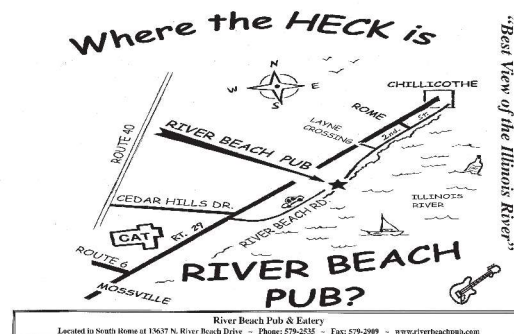 Where the HECK is
"Best View of the Illinois River"
N
W E
S
CHILLICOTHE
ROME
LAYNE
CROSSING
2nd. St.
ROUTE 40
RIVER BEACH PUB
CEDAR HILLS DR.
RIVER BEACH RD.
ILLINOIS
RIVER
CAT
RT. 29
ROUTE 6
MOSSVILLE
RIVER BEACH
PUB?
River Beach Pub & Eatery
Located in South Rome at 13637 N. River Beach Drive ~ Phone: 579-2535 ~ Fax: 579-2909 ~ www.riverbeachpub.com